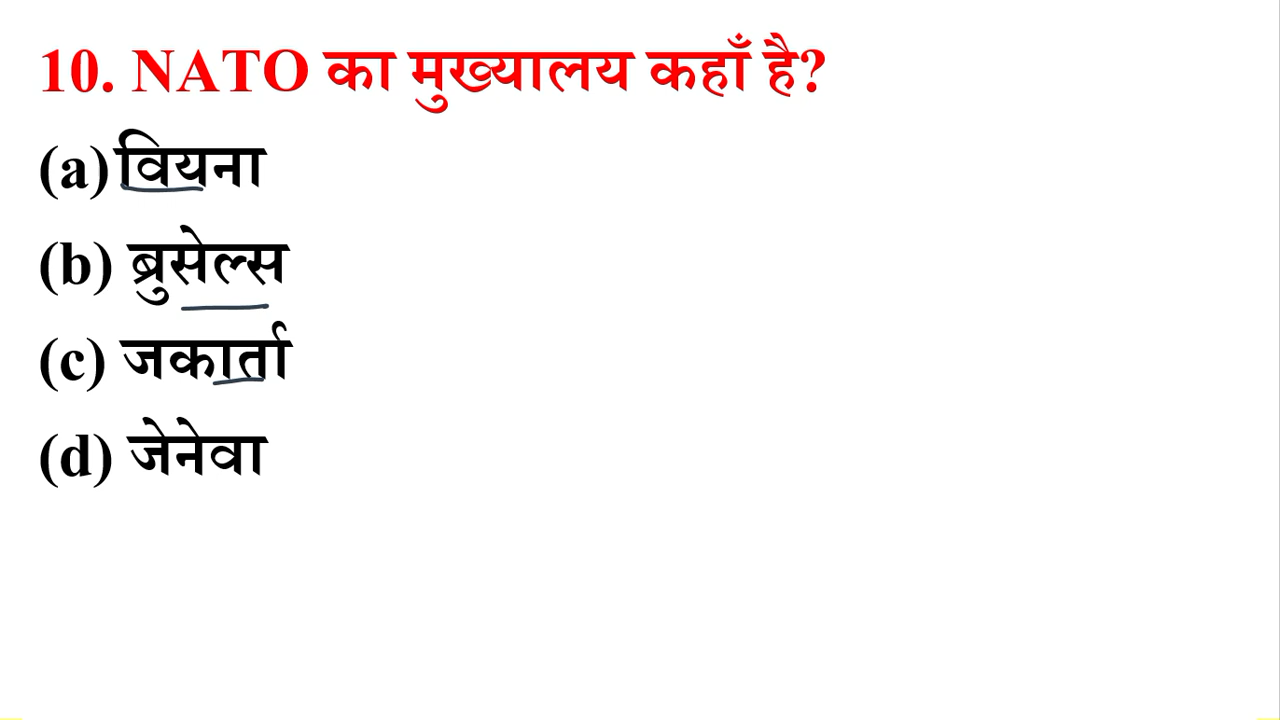 10. NATO का मुख्यालय कहाँ है?
(a) वियना
(b) ब्रुसेल्स
(c) जकार्ता
(d) जेनेवा